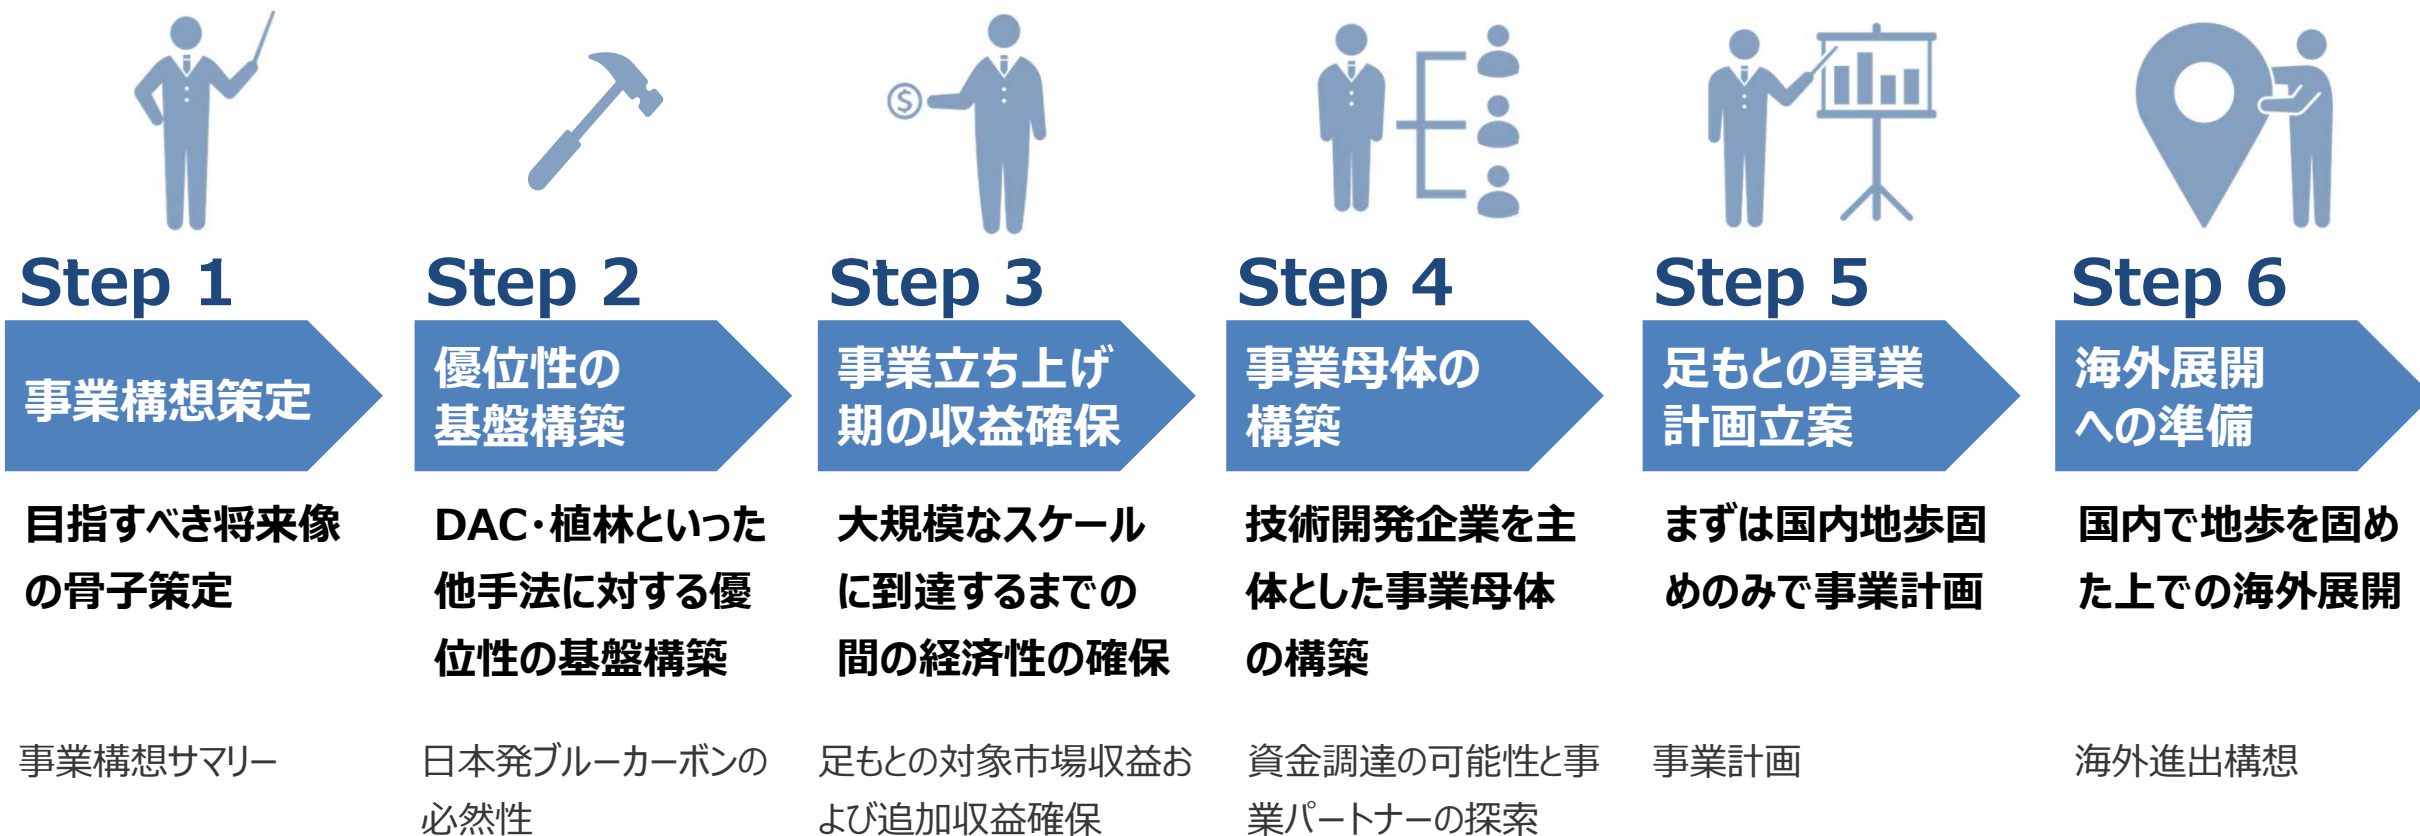 Step 1
事業構想策定
目指すべき将来像
の骨子策定
事業構想サマリー
Step 2
優位性の
基盤構築
DAC・植林といった
他手法に対する優
位性の基盤構築
日本発ブルーカーボンの
必然性
Step 3
事業立ち上げ
期の収益確保
大規模なスケール
に到達するまでの
間の経済性の確保
足もとの対象市場収益お
よび追加収益確保
Step 4
事業母体の
構築
技術開発企業を主
体とした事業母体
の構築
資金調達の可能性と事
業パートナーの探索
Step 5
足もとの事業
計画立案
まずは国内地歩固
めのみで事業計画
事業計画
Step 6
海外展開
への準備
国内で地歩を固め
た上での海外展開
海外進出構想